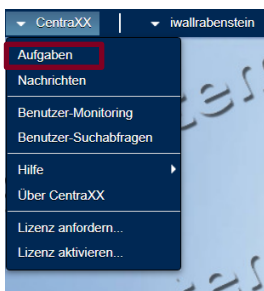 CentraXX iwallrabenstein
Aufgaben
Nachrichten
Benutzer-Monitoring
Benutzer-Suchabfragen
Hilfe
Über CentraXX
Lizenz anfordern...
Lizenz aktivieren...